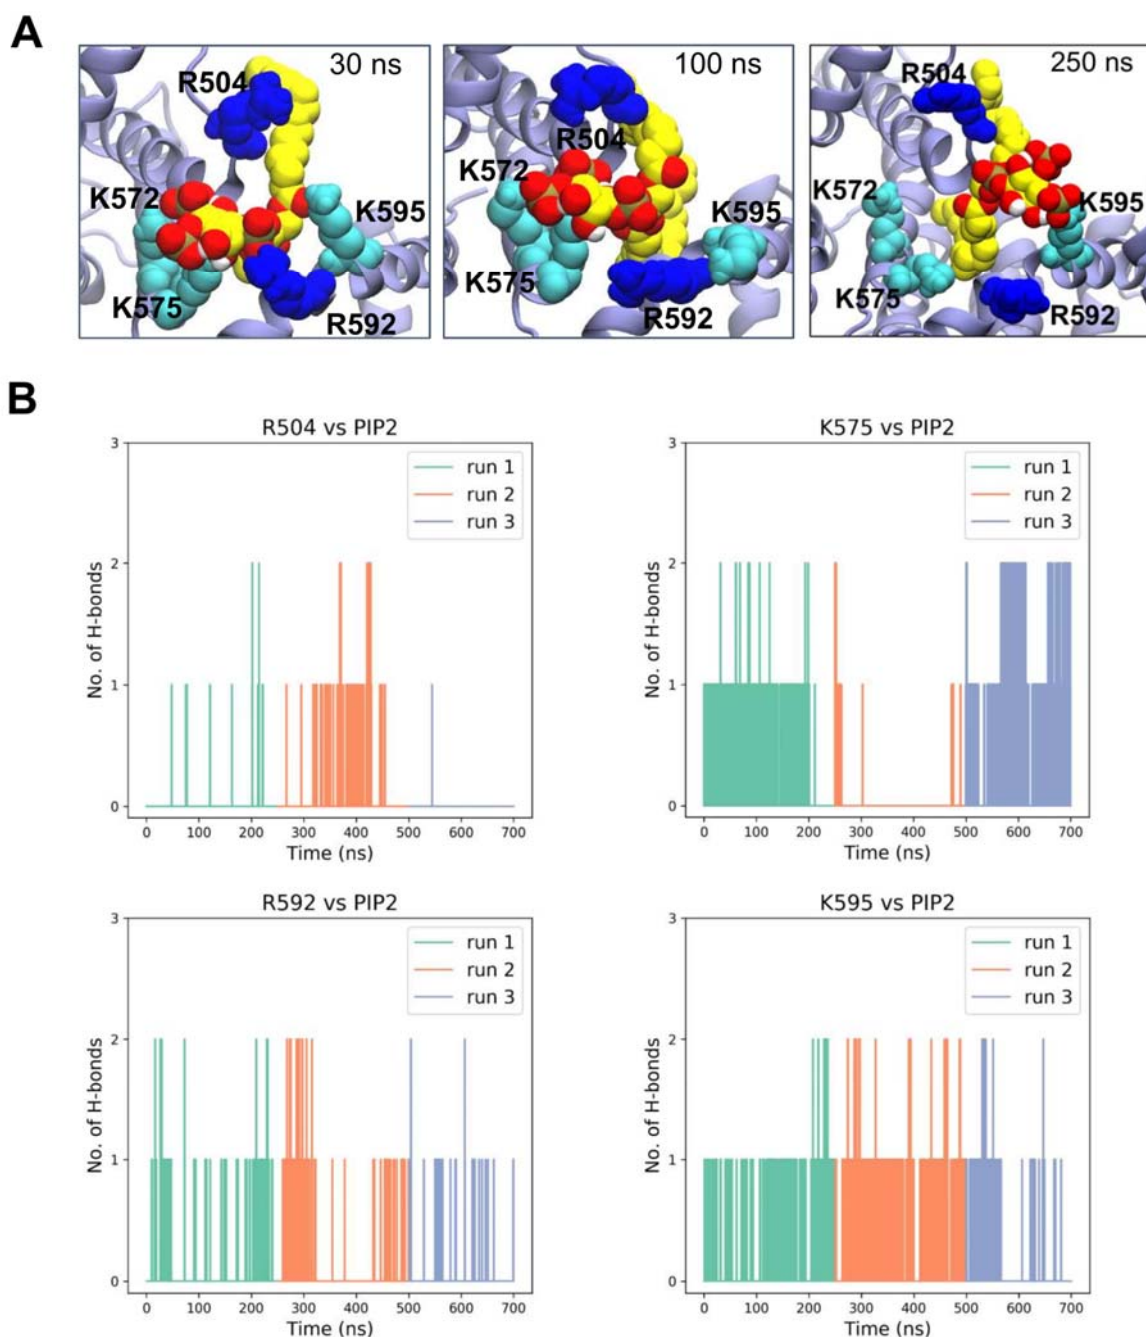 A
30 ns
R504
K572
K595
K575
R592
100 ns
R504
K572
K595
K575
R592
250 ns
R504
K572
K595
K575
R592
B
R504 vs PIP2
No. of H-bonds
3
2
1
0
run 1
run 2
run 3
0 100 200 300 400 500 600 700
Time (ns)
K575 vs PIP2
No. of H-bonds
3
2
1
0
run 1
run 2
run 3
0 100 200 300 400 500 600 700
Time (ns)
R592 vs PIP2
No. of H-bonds
3
2
1
0
run 1
run 2
run 3
0 100 200 300 400 500 600 700
Time (ns)
K595 vs PIP2
No. of H-bonds
3
2
1
0
run 1
run 2
run 3
0 100 200 300 400 500 600 700
Time (ns)